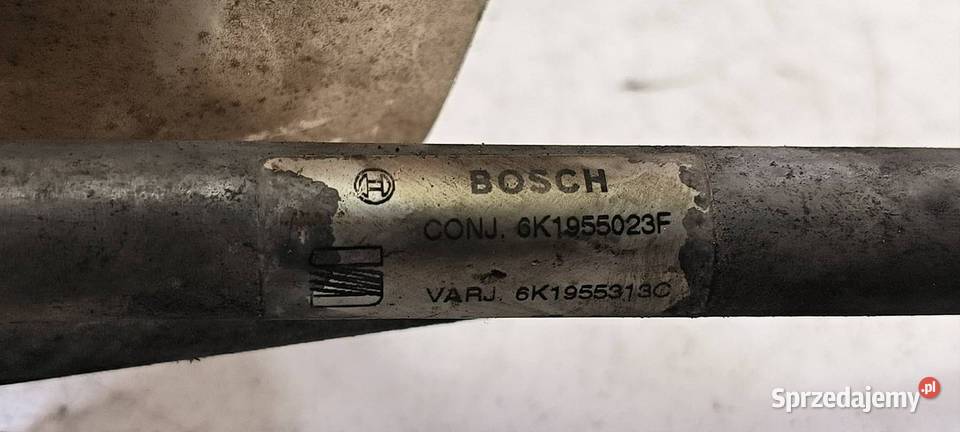 BOSCH
CONJ. 6K1955023F
VARJ. 6K1955313C
Sprzedajemy.pl